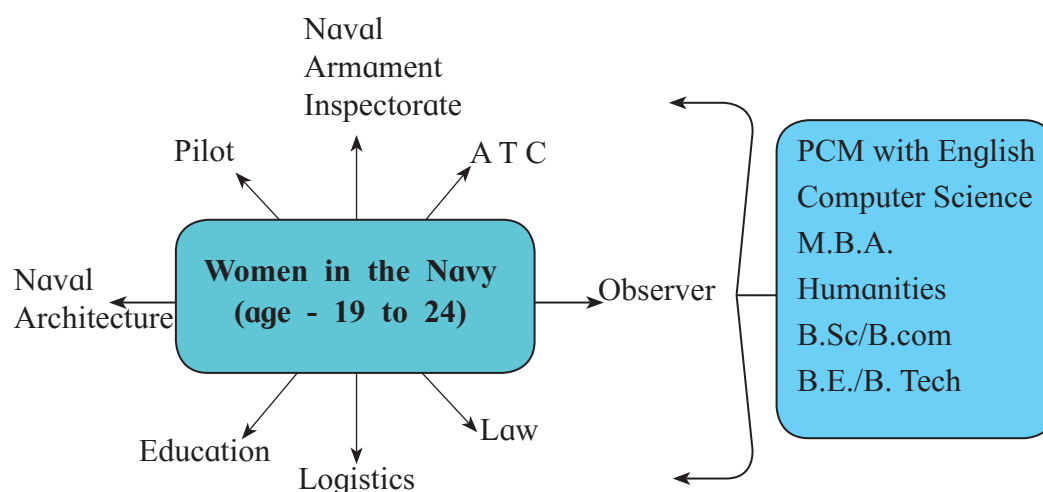 Naval
Armament
Inspectorate
Pilot
A T C
Women in the Navy
(age - 19 to 24)
Naval
Architecture
Observer
Education
Logistics
Law
PCM with English
Computer Science
M.B.A.
Humanities
B.Sc/B.com
B.E./B. Tech